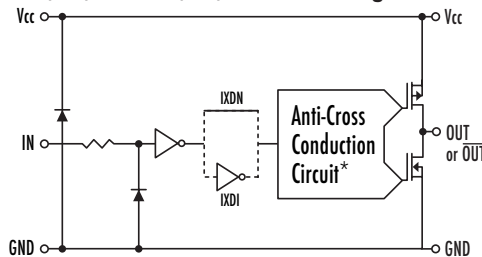 Vcc
Vcc
IXDN
Anti-Cross
Conduction
Circuit*
IN
OUT
or OUT
IXDI
GND
GND